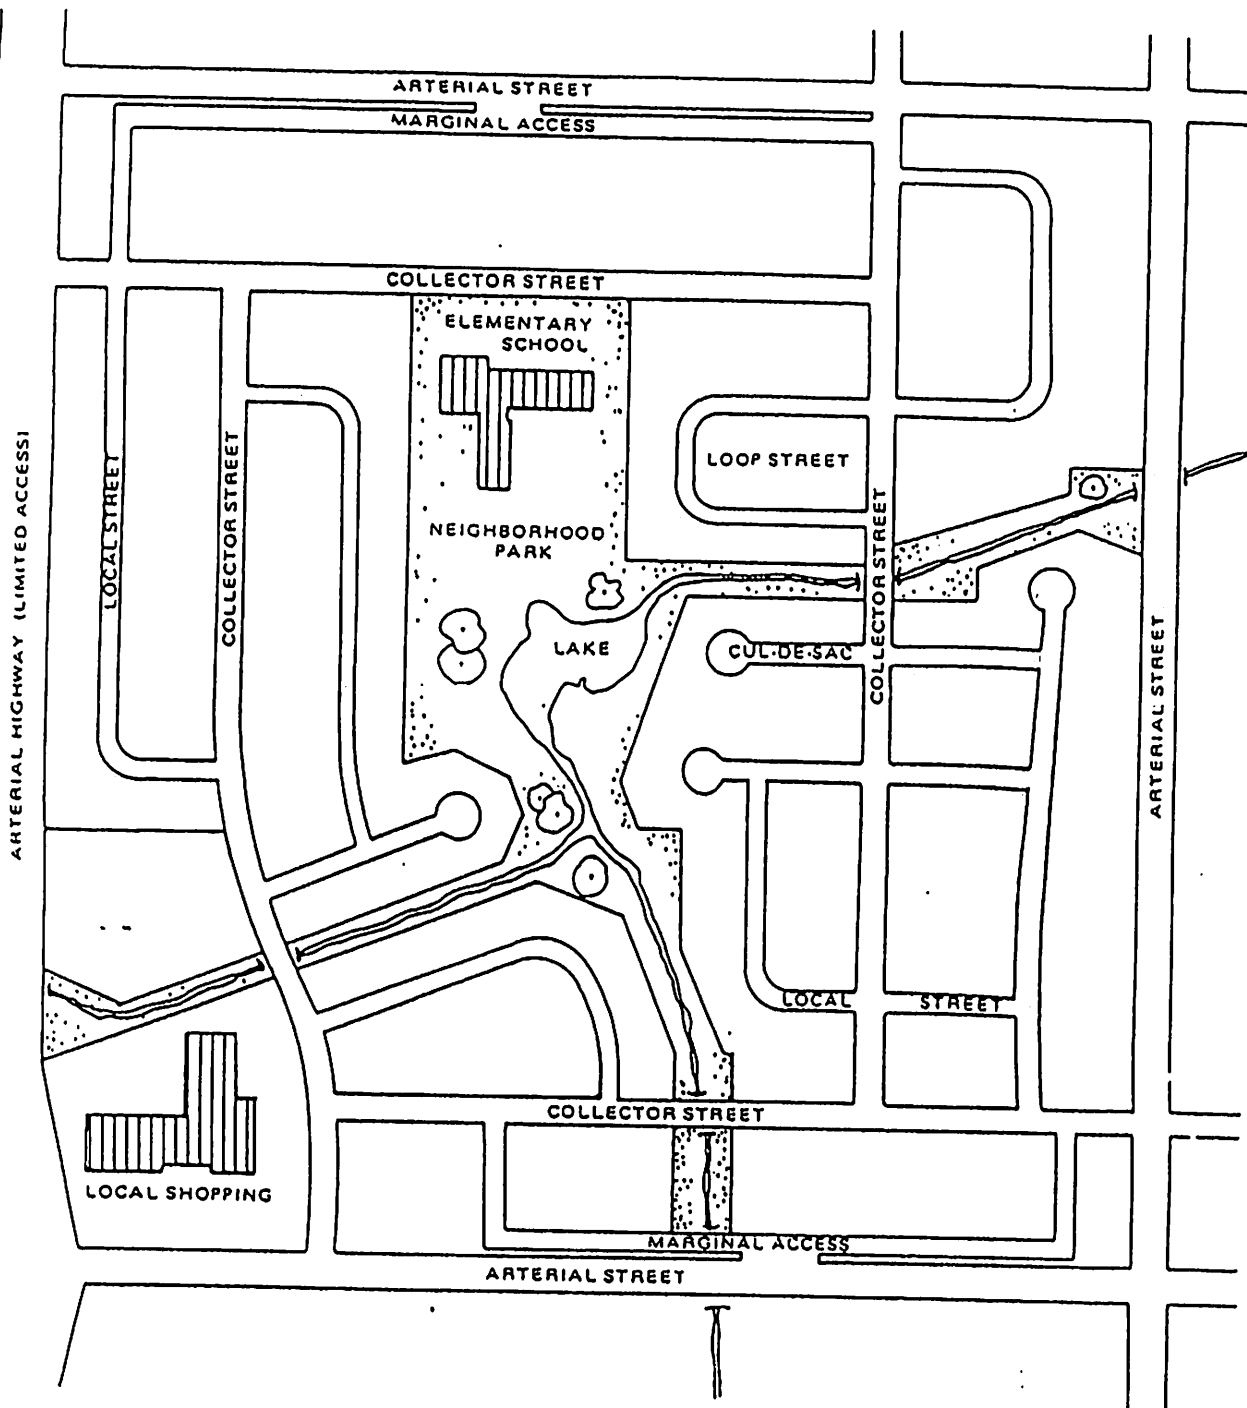 ARTERIAL STREET
MARGINAL ACCESS
COLLECTOR STREET
ELEMENTARY
SCHOOL
ARTERIAL HIGHWAY (LIMITED ACCESS)
LOCAL STREET
COLLECTOR STREET
LOOP STREET
NEIGHBORHOOD
PARK
COLLECTOR STREET
LAKE
CUL-DE-SAC
ARTERIAL STREET
LOCAL STREET
COLLECTOR STREET
LOCAL SHOPPING
MARGINAL ACCESS
ARTERIAL STREET